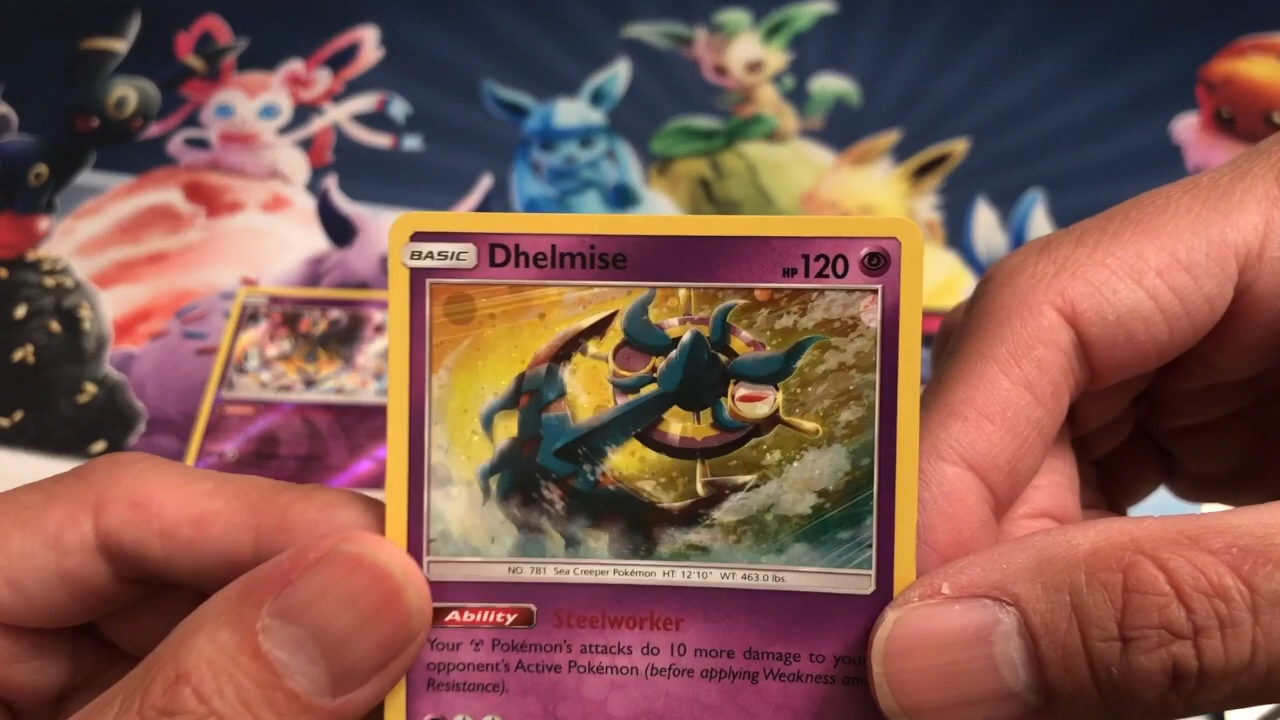 BASIC Dhelmise HP 120
NO. 781 Sea Creeper Pokémon HT: 12'10" WT: 463.0 lbs.
Ability Steelworker
Your Pokémon's attacks do 10 more damage to your
opponent's Active Pokémon (before applying Weakness and
Resistance).